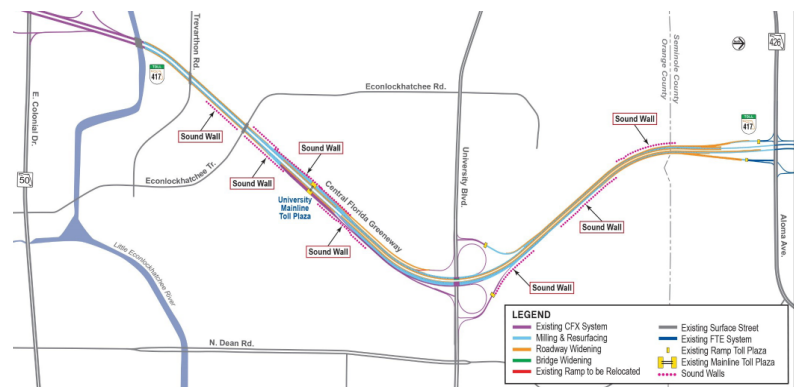 Trevarthon Rd.
Seminole County
Orange County
426
TOLL
417
Econlockhatchee Rd.
TOLL
417
E. Colonial Dr.
Sound Wall
Sound Wall
Sound Wall
University Blvd.
50
Econlockhatchee Tr.
Sound Wall
Central Florida Greeneway
University
Mainline
Toll Plaza
Sound Wall
Sound Wall
Aloma Ave.
Little Econlockhatchee River
Sound Wall
N. Dean Rd.
LEGEND
Existing CFX System
Milling & Resurfacing
Roadway Widening
Bridge Widening
Existing Ramp to be Relocated
Existing Surface Street
Existing FTE System
Existing Ramp Toll Plaza
Existing Mainline Toll Plaza
Sound Walls